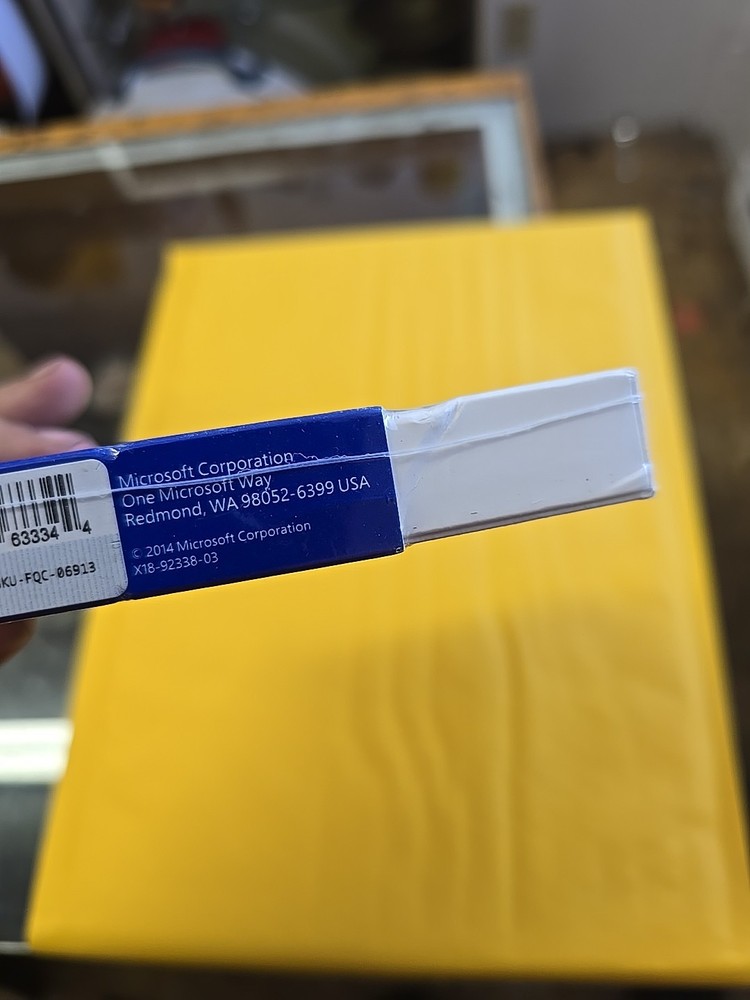 63334 4
KU-FQC-06913
Microsoft Corporation
One Microsoft Way
Redmond, WA 98052-6399 USA
© 2014 Microsoft Corporation
X18-92338-03